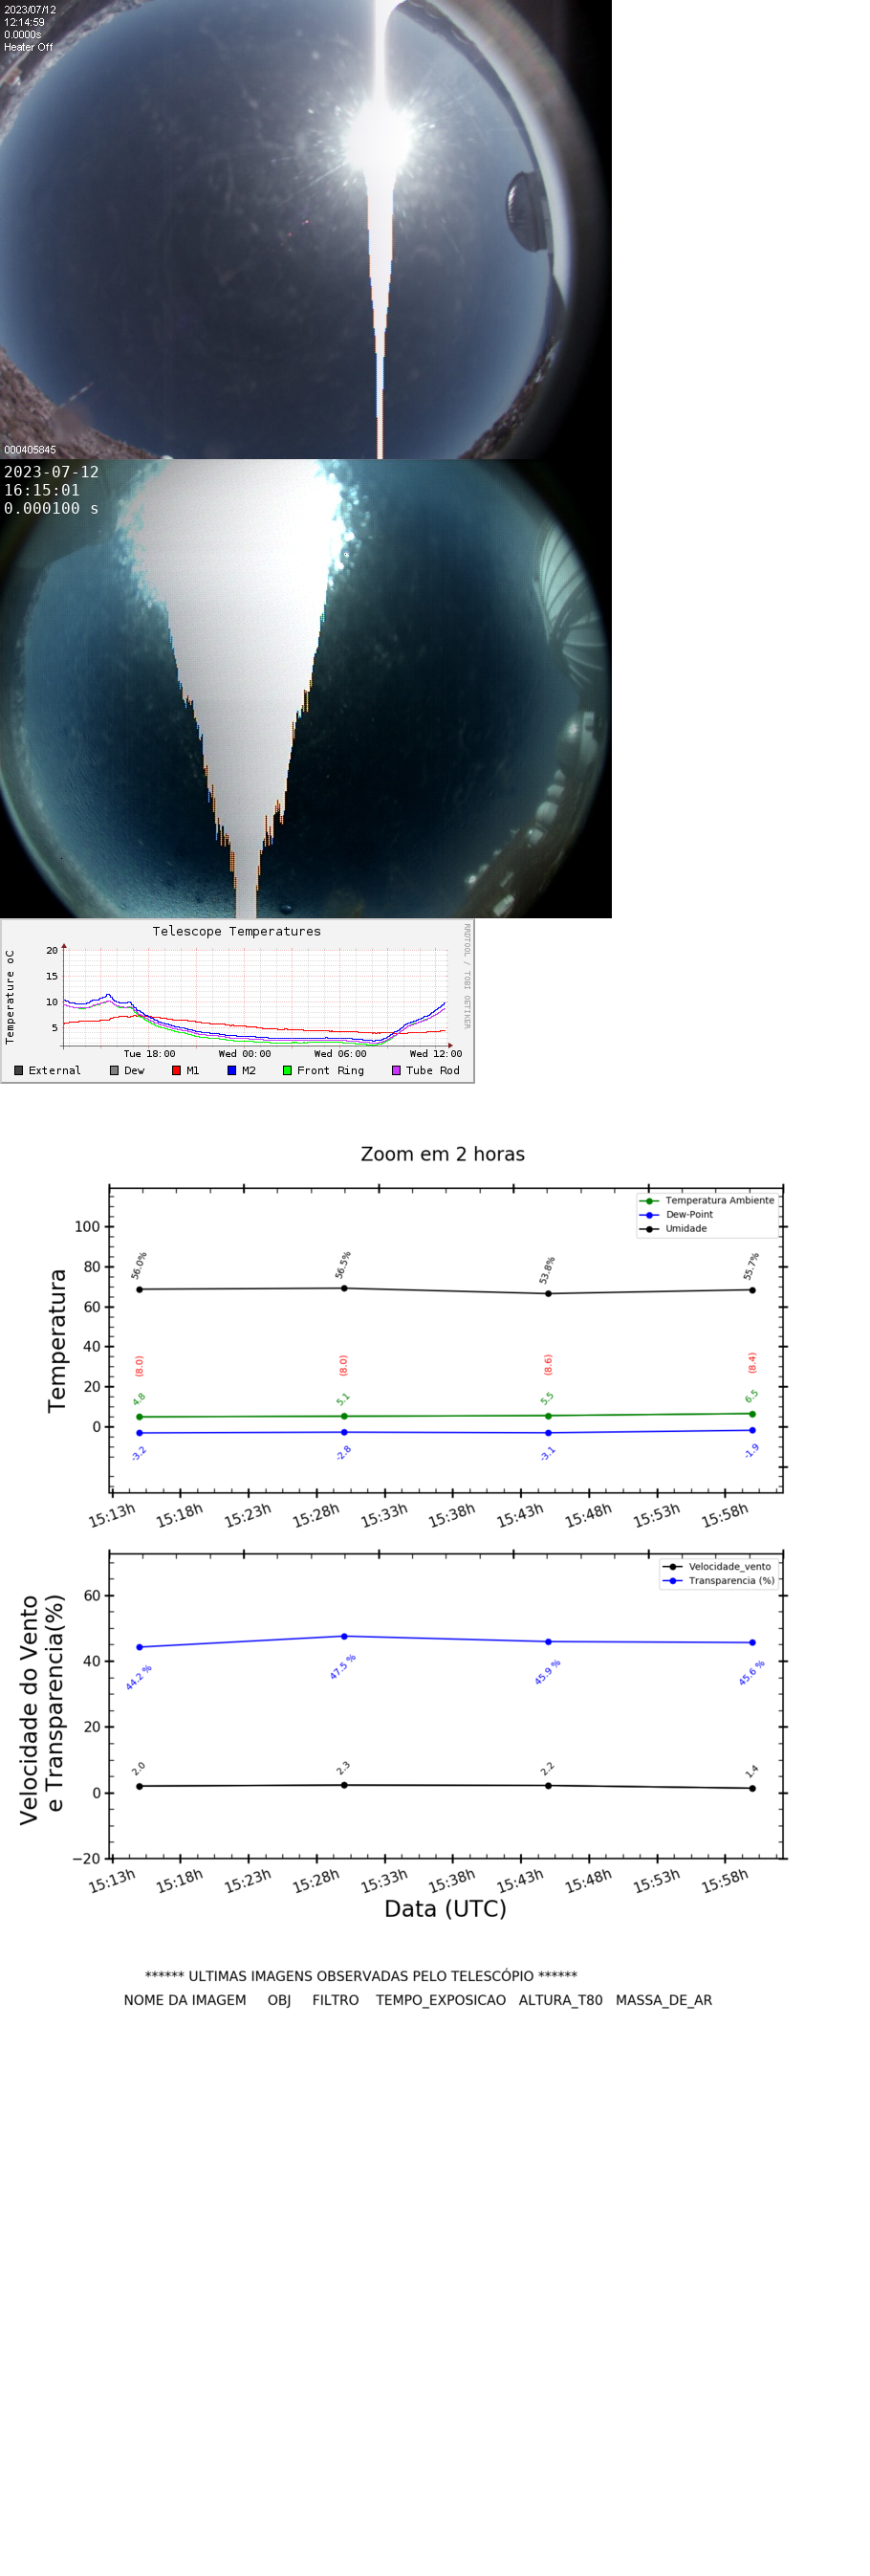 2023/07/12
12:14:59
0.0000s
Heater Off
000405845
2023-07-12
16:15:01
0.000100 s
Telescope Temperatures
RRDTOOL / TOBI OETIKER
Temperature oC
20
15
10
5
Tue 18:00 Wed 00:00 Wed 06:00 Wed 12:00
External Dew M1 M2 Front Ring Tube Rod
Zoom em 2 horas
Temperatura
100
80
60
40
20
0
Temperatura Ambiente
Dew-Point
Umidade
56.0% 56.5% 53.8% 55.7%
(8.0) (8.0) (8.6) (8.4)
4.8 5.1 5.5 6.5
-3.2 -2.8 -3.1 -1.9
15:13h 15:18h 15:23h 15:28h 15:33h 15:38h 15:43h 15:48h 15:53h 15:58h
Velocidade do Vento
e Transparencia(%)
60
40
20
0
−20
Velocidade_vento
Transparencia (%)
44.2 % 47.5 % 45.9 % 45.6 %
2.0 2.3 2.2 1.4
15:13h 15:18h 15:23h 15:28h 15:33h 15:38h 15:43h 15:48h 15:53h 15:58h
Data (UTC)
****** ULTIMAS IMAGENS OBSERVADAS PELO TELESCÓPIO ******
NOME DA IMAGEM OBJ FILTRO TEMPO_EXPOSICAO ALTURA_T80 MASSA_DE_AR